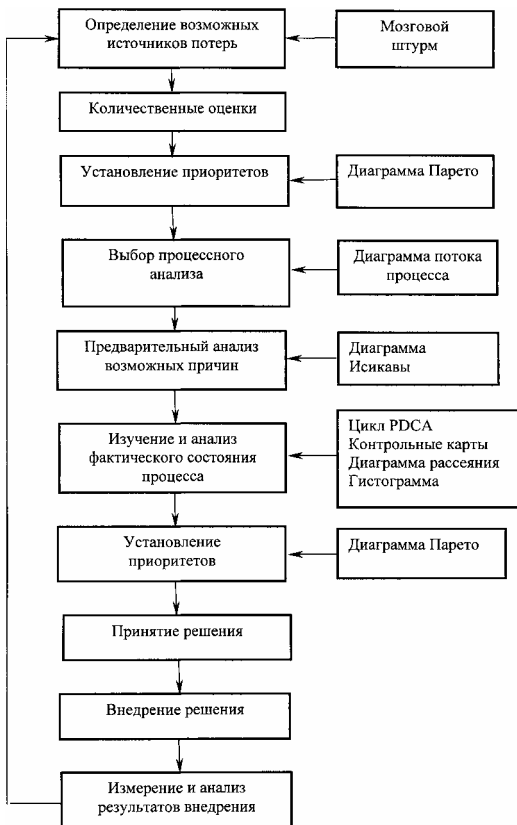 Определение возможных
источников потерь
Мозговой
штурм
Количественные оценки
Установление приоритетов
Диаграмма Парето
Выбор процессного
анализа
Диаграмма потока
процесса
Предварительный анализ
возможных причин
Диаграмма
Исикавы
Изучение и анализ
фактического состояния
процесса
Цикл PDCA
Контрольные карты
Диаграмма рассеяния
Гистограмма
Установление
приоритетов
Диаграмма Парето
Принятие решения
Внедрение решения
Измерение и анализ
результатов внедрения